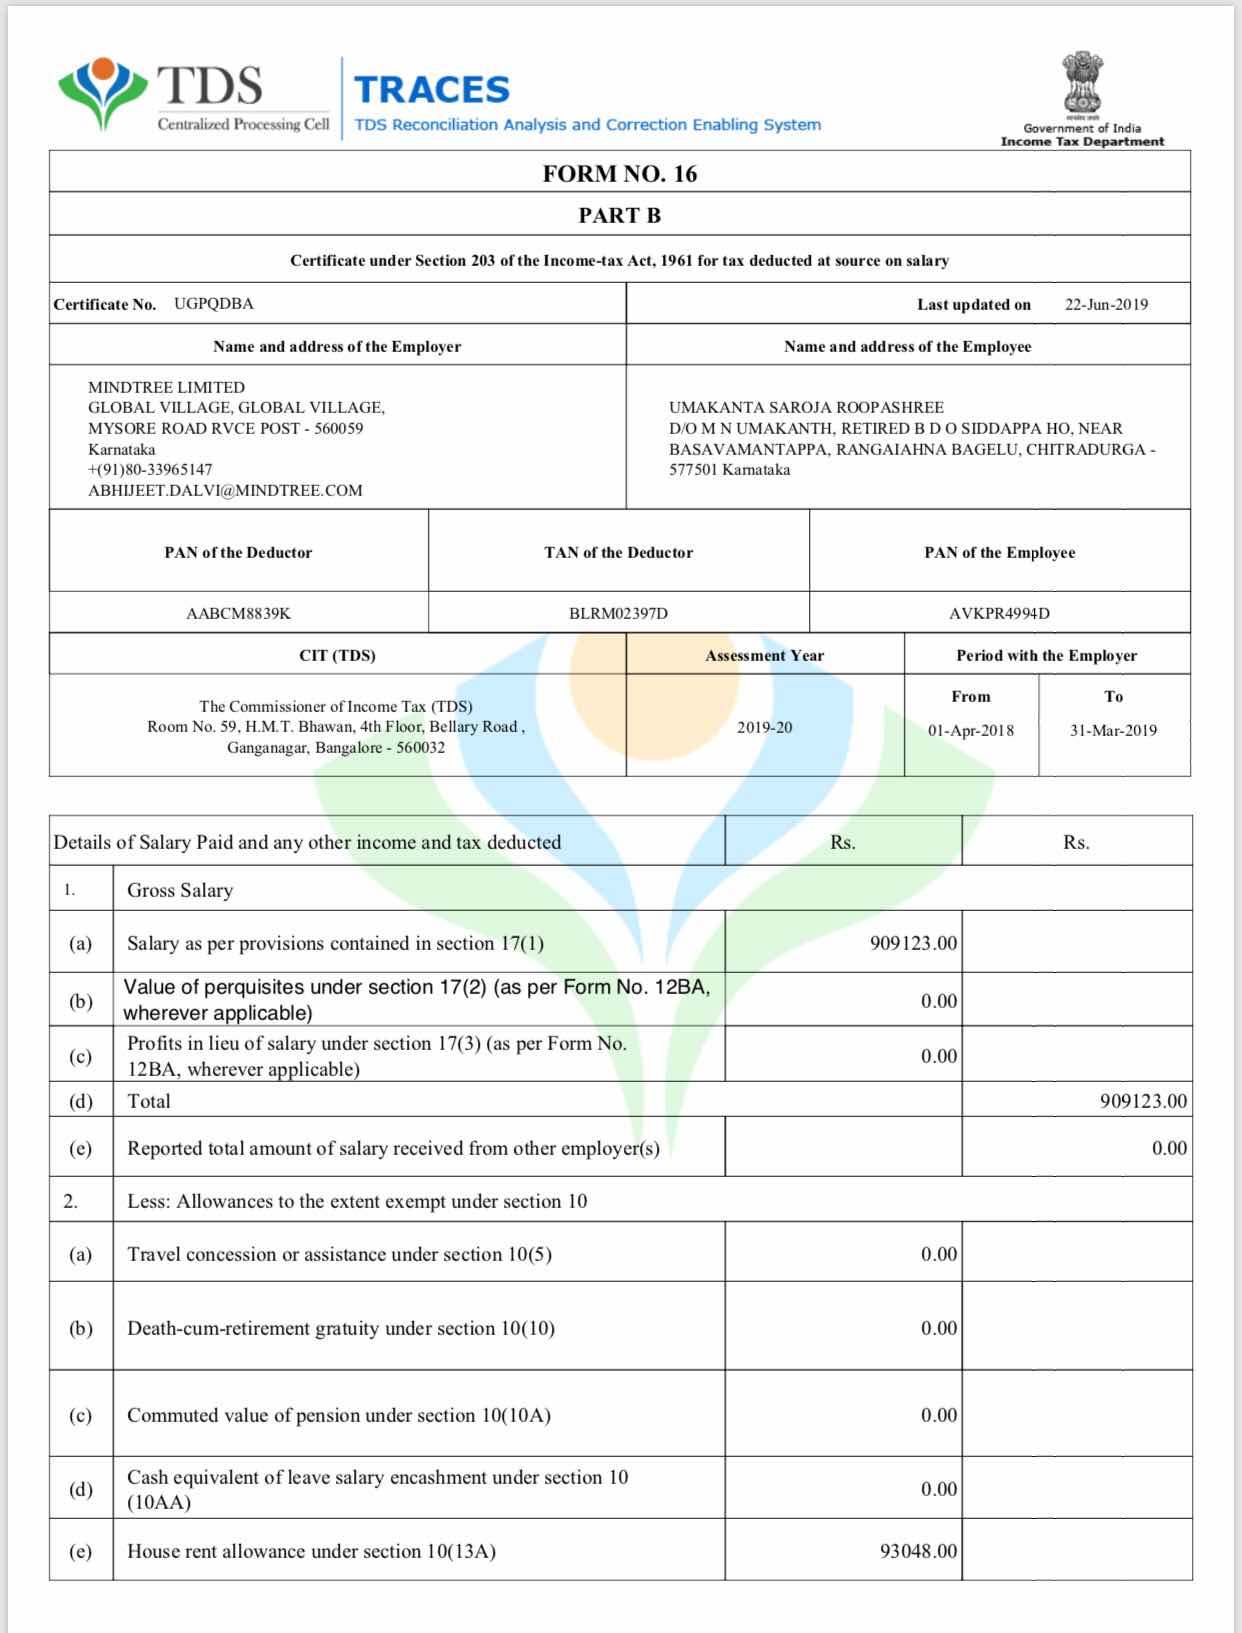 TDS
Centralized Processing Cell
TRACES
TDS Reconciliation Analysis and Correction Enabling System
Government of India
Income Tax Department
FORM NO. 16
PART B
Certificate under Section 203 of the Income-tax Act, 1961 for tax deducted at source on salary
Certificate No. UGPQDBA
Last updated on 22-Jun-2019
Name and address of the Employer
Name and address of the Employee
MINDTREE LIMITED
GLOBAL VILLAGE, GLOBAL VILLAGE,
MYSORE ROAD RVCE POST - 560059
Karnataka
+(91)80-33965147
ABHIJEET.DALVI@MINDTREE.COM
UMAKANTA SAROJA ROOPASHREE
D/O M N UMAKANTH, RETIRED B D O SIDDAPPA HO, NEAR
BASAVAMANTAPPA, RANGAIAHNA BAGELU, CHITRADURGA -
577501 Karnataka
PAN of the Deductor
TAN of the Deductor
PAN of the Employee
AABCM8839K
BLRM02397D
AVKPR4994D
CIT (TDS)
Assessment Year
Period with the Employer
The Commissioner of Income Tax (TDS)
Room No. 59, H.M.T. Bhawan, 4th Floor, Bellary Road ,
Ganganagar, Bangalore - 560032
2019-20
From
To
01-Apr-2018
31-Mar-2019
Details of Salary Paid and any other income and tax deducted Rs. Rs.
1. Gross Salary
(a) Salary as per provisions contained in section 17(1) 909123.00
(b) Value of perquisites under section 17(2) (as per Form No. 12BA,
wherever applicable) 0.00
(c) Profits in lieu of salary under section 17(3) (as per Form No.
12BA, wherever applicable) 0.00
(d) Total 909123.00
(e) Reported total amount of salary received from other employer(s) 0.00
2. Less: Allowances to the extent exempt under section 10
(a) Travel concession or assistance under section 10(5) 0.00
(b) Death-cum-retirement gratuity under section 10(10) 0.00
(c) Commuted value of pension under section 10(10A) 0.00
(d) Cash equivalent of leave salary encashment under section 10
(10AA) 0.00
(e) House rent allowance under section 10(13A) 93048.00